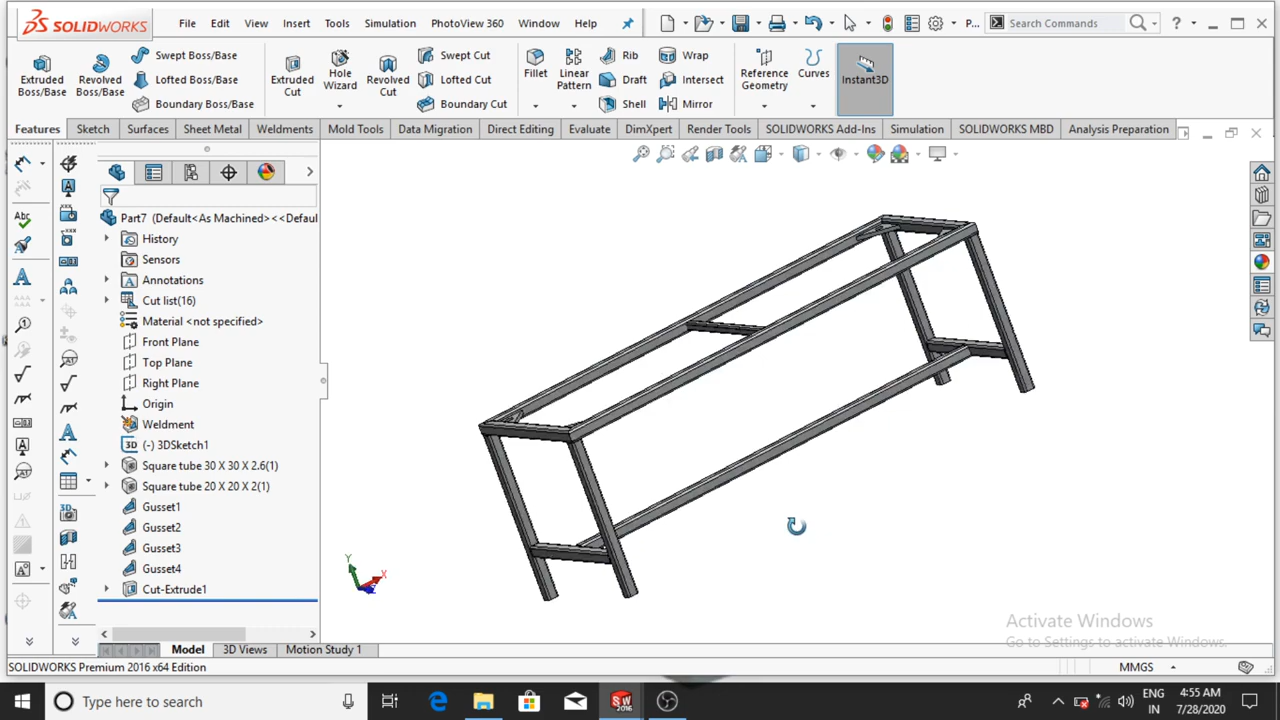 SOLIDWORKS
File Edit View Insert Tools Simulation PhotoView 360 Window Help P... Search Commands
Extruded Boss/Base
Revolved Boss/Base
Swept Boss/Base
Lofted Boss/Base
Boundary Boss/Base
Extruded Cut
Hole Wizard
Revolved Cut
Swept Cut
Lofted Cut
Boundary Cut
Fillet
Linear Pattern
Rib
Draft
Shell
Wrap
Intersect
Mirror
Reference Geometry
Curves
Instant3D
Features Sketch Surfaces Sheet Metal Weldments Mold Tools Data Migration Direct Editing Evaluate DimXpert Render Tools SOLIDWORKS Add-Ins Simulation SOLIDWORKS MBD Analysis Preparation
Part7 (Default<As Machined><<Defaul
History
Sensors
Annotations
Cut list(16)
Material <not specified>
Front Plane
Top Plane
Right Plane
Origin
Weldment
3D (-) 3DSketch1
Square tube 30 X 30 X 2.6(1)
Square tube 20 X 20 X 2(1)
Gusset1
Gusset2
Gusset3
Gusset4
Cut-Extrude1
Y
X
Z
Activate Windows
Go to Settings to activate Windows.
Model 3D Views Motion Study 1
SOLIDWORKS Premium 2016 x64 Edition
MMGS
Type here to search
ENG
IN
4:55 AM
7/28/2020